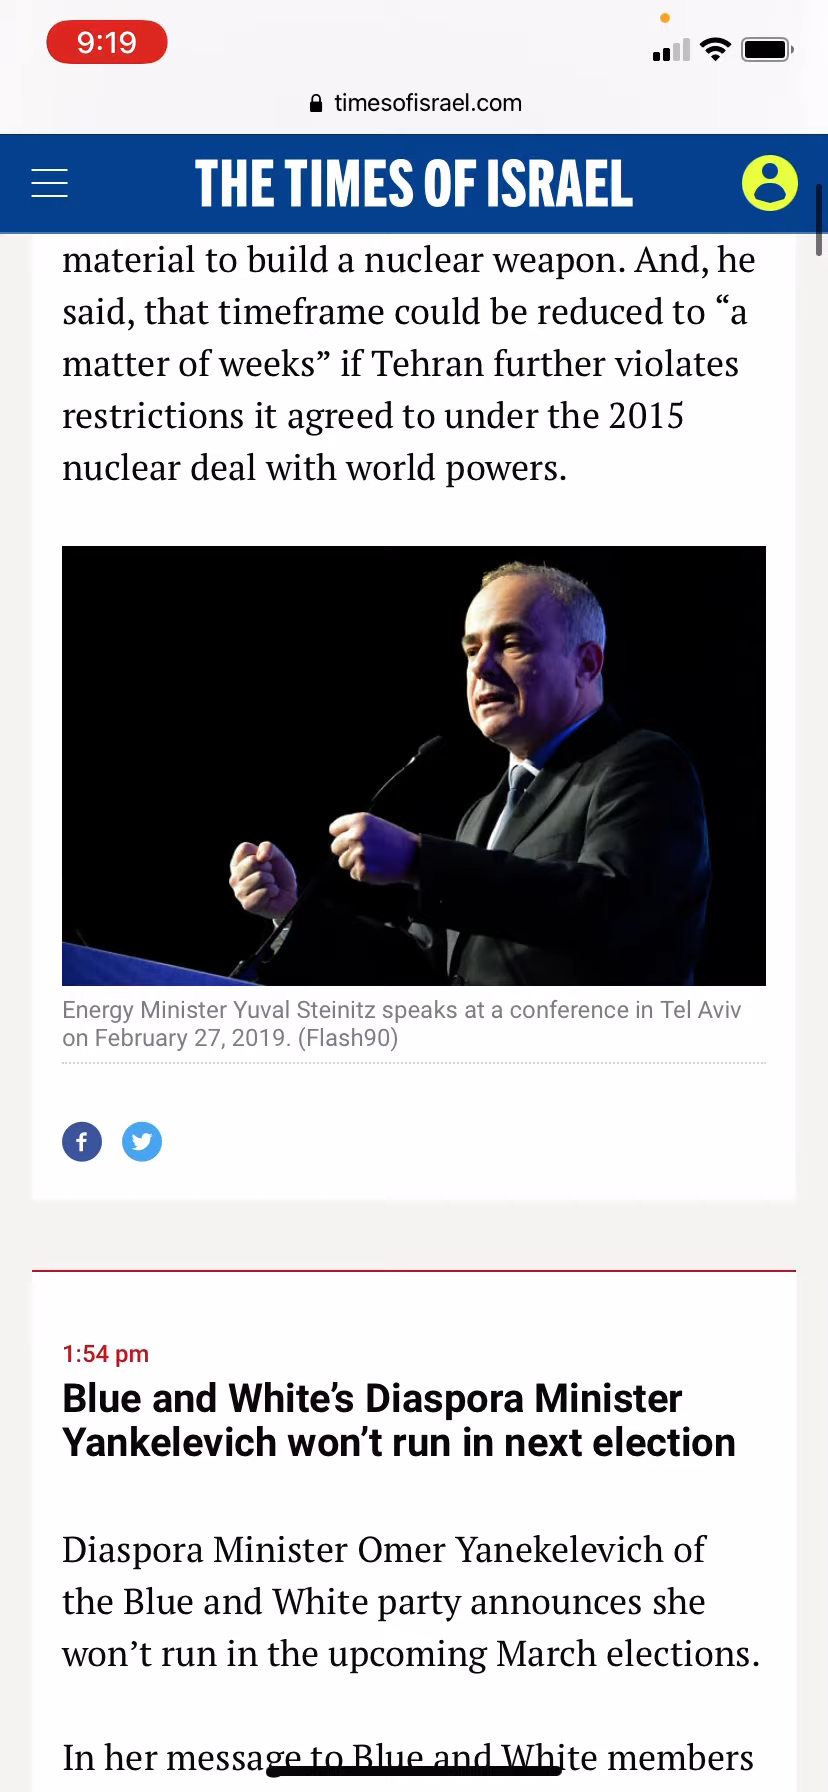 9:19
timesofisrael.com
THE TIMES OF ISRAEL
material to build a nuclear weapon. And, he
said, that timeframe could be reduced to “a
matter of weeks” if Tehran further violates
restrictions it agreed to under the 2015
nuclear deal with world powers.
Energy Minister Yuval Steinitz speaks at a conference in Tel Aviv
on February 27, 2019. (Flash90)
1:54 pm
Blue and White’s Diaspora Minister
Yankelevich won’t run in next election
Diaspora Minister Omer Yanekelevich of
the Blue and White party announces she
won’t run in the upcoming March elections.
In her message to Blue and White members